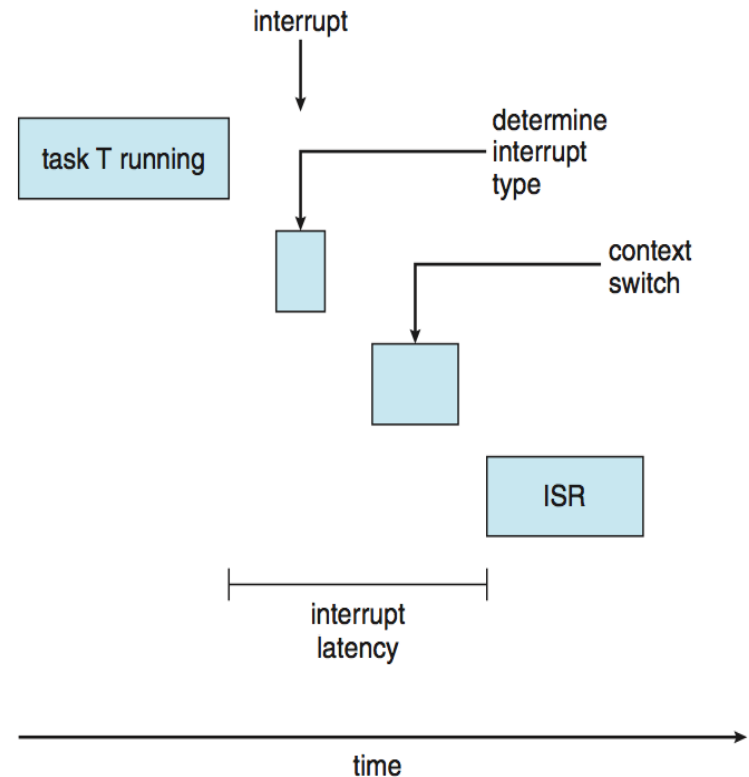 interrupt
task T running
determine
interrupt
type
context
switch
ISR
interrupt
latency
time